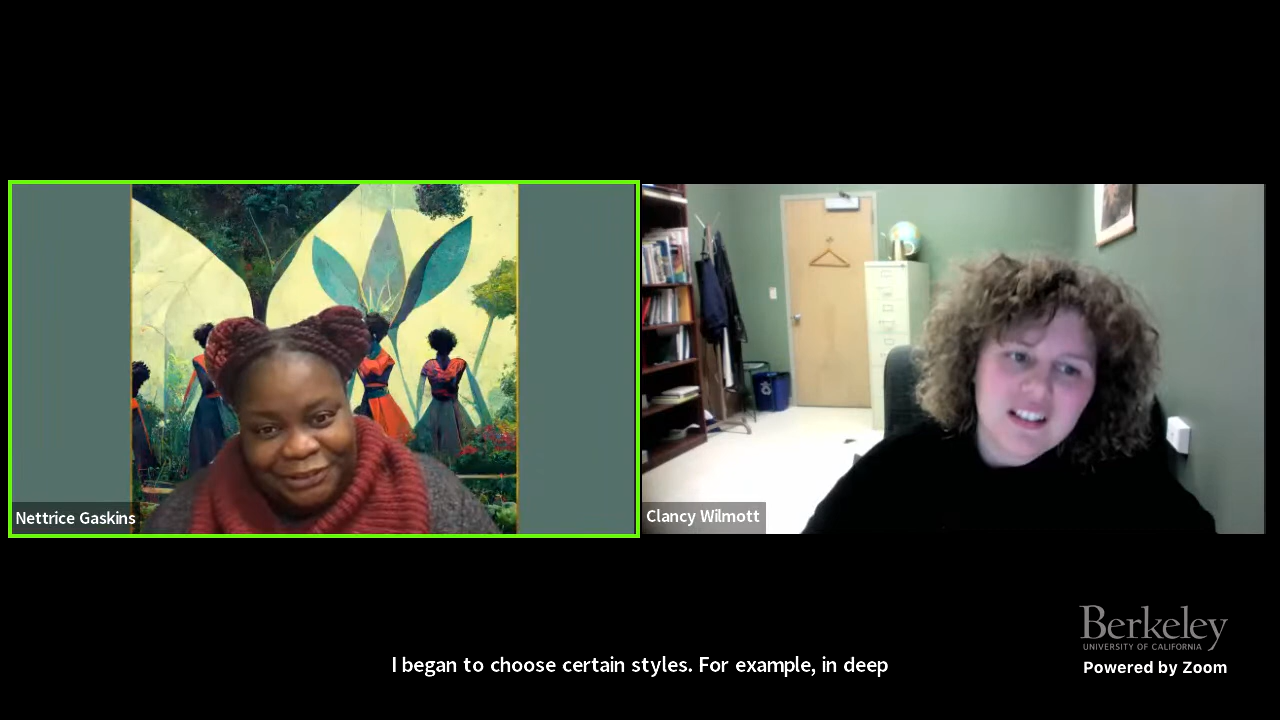 Nettrice Gaskins
Clancy Wilmott
I began to choose certain styles. For example, in deep
Berkeley
UNIVERSITY OF CALIFORNIA
Powered by Zoom